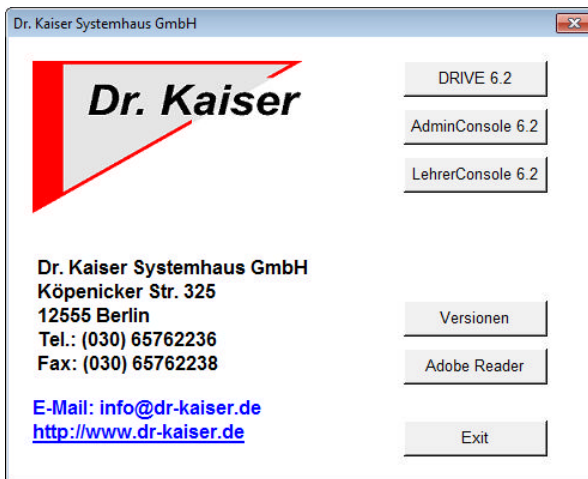 Dr. Kaiser Systemhaus GmbH
Dr. Kaiser
DRIVE 6.2
AdminConsole 6.2
LehrerConsole 6.2
Dr. Kaiser Systemhaus GmbH
Köpenicker Str. 325
12555 Berlin
Tel.: (030) 65762236
Fax: (030) 65762238
E-Mail: info@dr-kaiser.de
http://www.dr-kaiser.de
Versionen
Adobe Reader
Exit